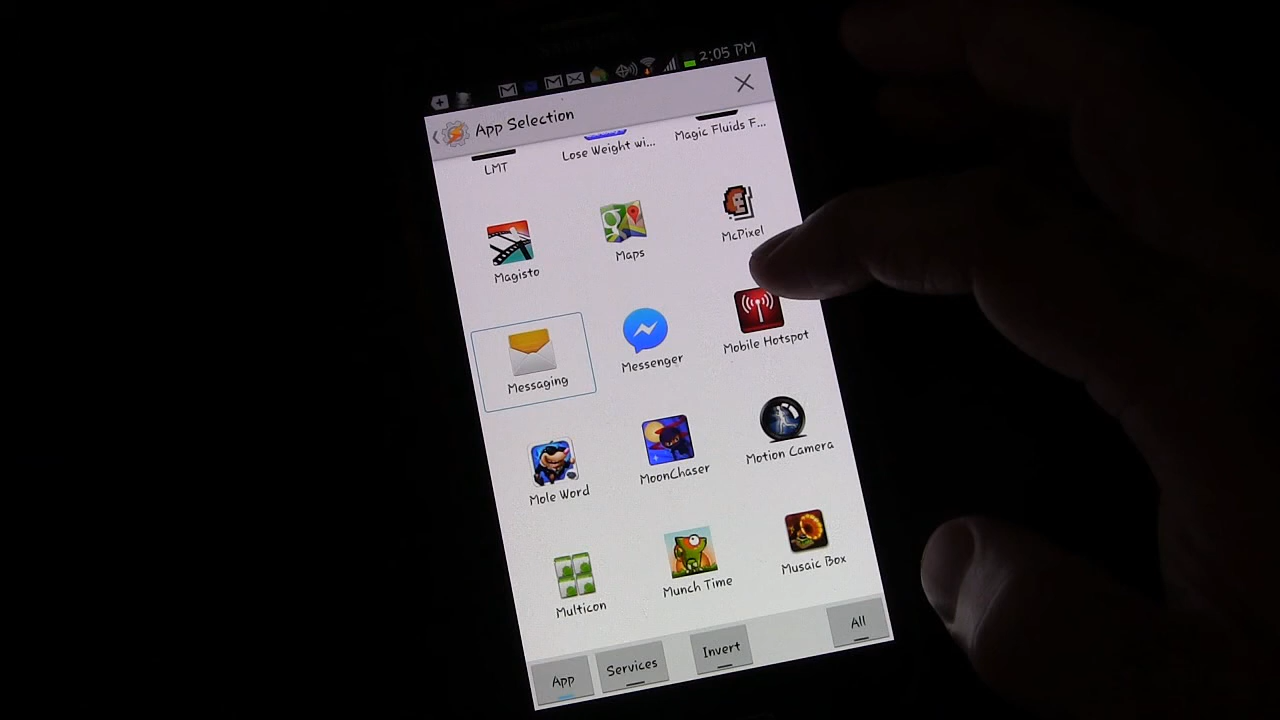 2:05 PM
App Selection
LMT
Lose Weight wi...
Magic Fluids F...
Magisto
Maps
McPixel
Messaging
Messenger
Mobile Hotspot
Mole Word
MoonChaser
Motion Camera
Multicon
Munch Time
Musaic Box
App
Services
Invert
All